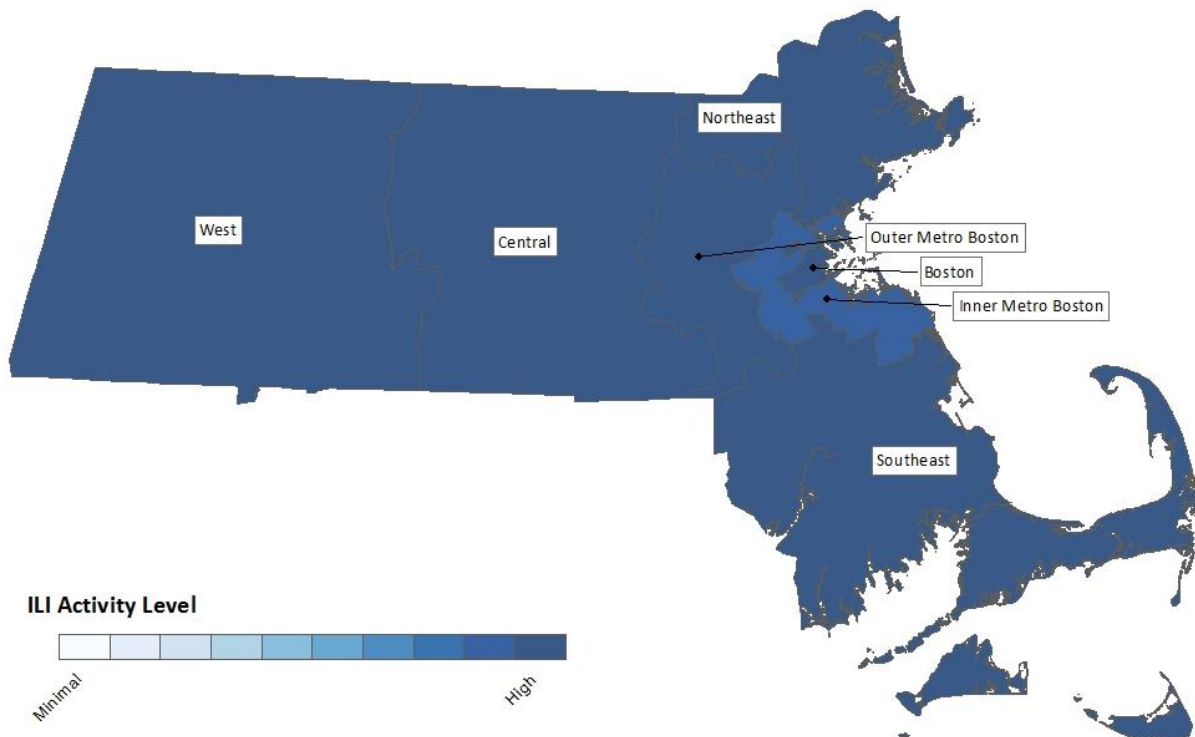 Northeast
West
Central
Outer Metro Boston
Boston
Inner Metro Boston
Southeast
ILI Activity Level
Minimal
High